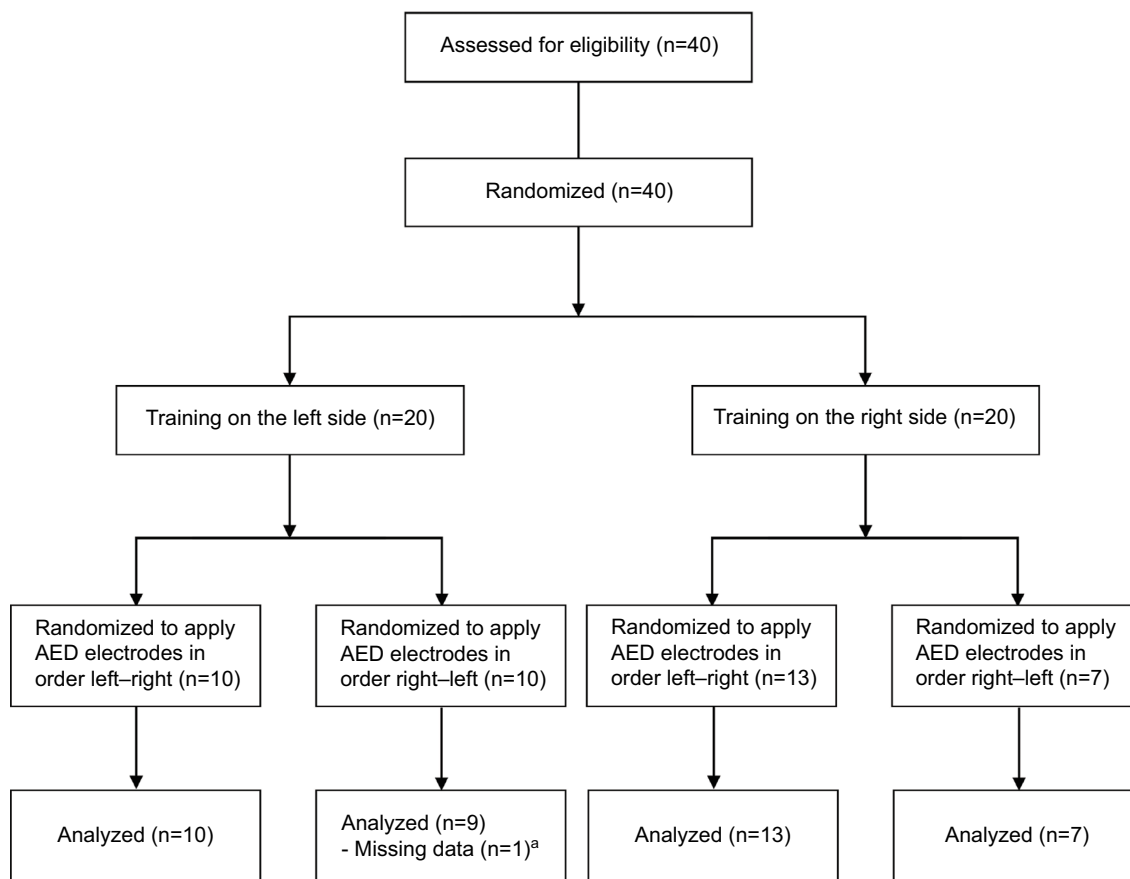 Assessed for eligibility (n=40)
Randomized (n=40)
Training on the left side (n=20)
Training on the right side (n=20)
Randomized to apply
AED electrodes in
order left–right (n=10)
Randomized to apply
AED electrodes in
order right–left (n=10)
Randomized to apply
AED electrodes in
order left–right (n=13)
Randomized to apply
AED electrodes in
order right–left (n=7)
Analyzed (n=10)
Analyzed (n=9)
- Missing data (n=1)ᵃ
Analyzed (n=13)
Analyzed (n=7)